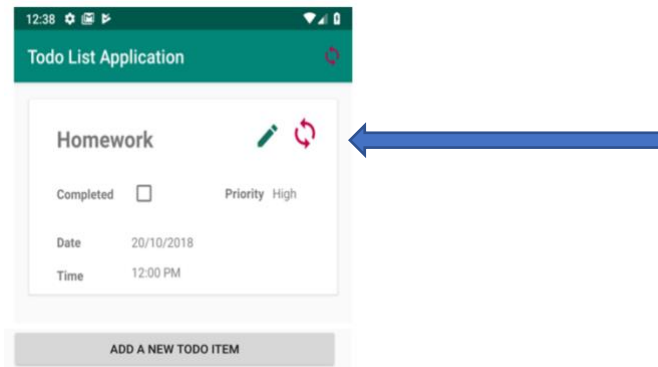 12:38
Todo List Application
Homework
Completed Priority High
Date 20/10/2018
Time 12:00 PM
ADD A NEW TODO ITEM